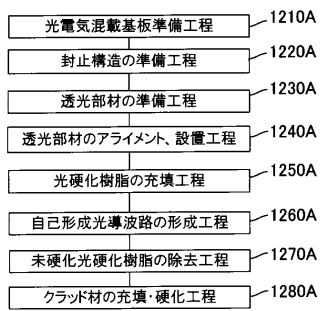 光電気混載基板準備工程 1210A
封止構造の準備工程 1220A
透光部材の準備工程 1230A
透光部材のアライメント、設置工程 1240A
光硬化樹脂の充填工程 1250A
自己形成光導波路の形成工程 1260A
未硬化光硬化樹脂の除去工程 1270A
クラッド材の充填・硬化工程 1280A